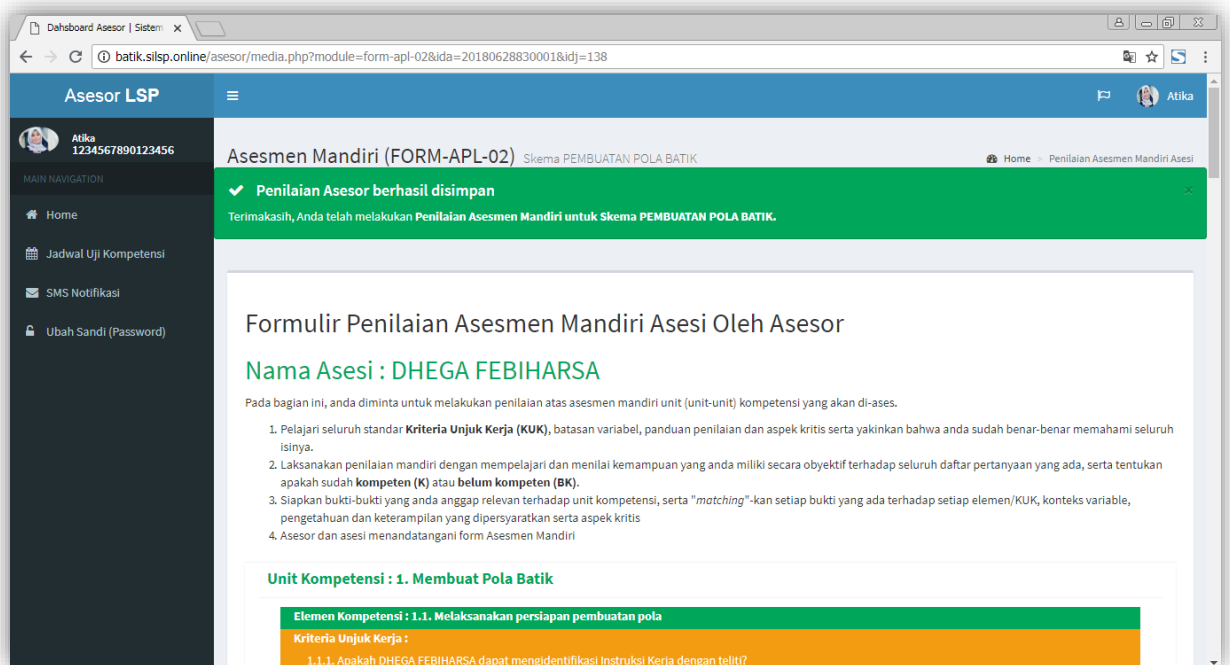 Dahsboard Asesor | Sistem
batik.silsp.online/asesor/media.php?module=form-apl-02&ida=20180628830001&idj=138
Asesor LSP
Atika
Atika
1234567890123456
MAIN NAVIGATION
Home
Jadwal Uji Kompetensi
SMS Notifikasi
Ubah Sandi (Password)
Asesmen Mandiri (FORM-APL-02) Skema PEMBUATAN POLA BATIK
Home > Penilaian Asesmen Mandiri Asesi
Penilaian Asesor berhasil disimpan
×
Terimakasih, Anda telah melakukan Penilaian Asesmen Mandiri untuk Skema PEMBUATAN POLA BATIK.
Formulir Penilaian Asesmen Mandiri Asesi Oleh Asesor
Nama Asesi : DHEGA FEBIHARSA
Pada bagian ini, anda diminta untuk melakukan penilaian atas asesmen mandiri unit (unit-unit) kompetensi yang akan di-ases.
1. Pelajari seluruh standar Kriteria Unjuk Kerja (KUK), batasan variabel, panduan penilaian dan aspek kritis serta yakinkan bahwa anda sudah benar-benar memahami seluruh
isinya.
2. Laksanakan penilaian mandiri dengan mempelajari dan menilai kemampuan yang anda miliki secara obyektif terhadap seluruh daftar pertanyaan yang ada, serta tentukan
apakah sudah kompeten (K) atau belum kompeten (BK).
3. Siapkan bukti-bukti yang anda anggap relevan terhadap unit kompetensi, serta "matching"-kan setiap bukti yang ada terhadap setiap elemen/KUK, konteks variable,
pengetahuan dan keterampilan yang dipersyaratkan serta aspek kritis
4. Asesor dan asesi menandatangani form Asesmen Mandiri
Unit Kompetensi : 1. Membuat Pola Batik
Elemen Kompetensi : 1.1. Melaksanakan persiapan pembuatan pola
Kriteria Unjuk Kerja :
1.1.1. Apakah DHEGA FEBIHARSA dapat mengidentifikasi Instruksi Kerja dengan teliti?